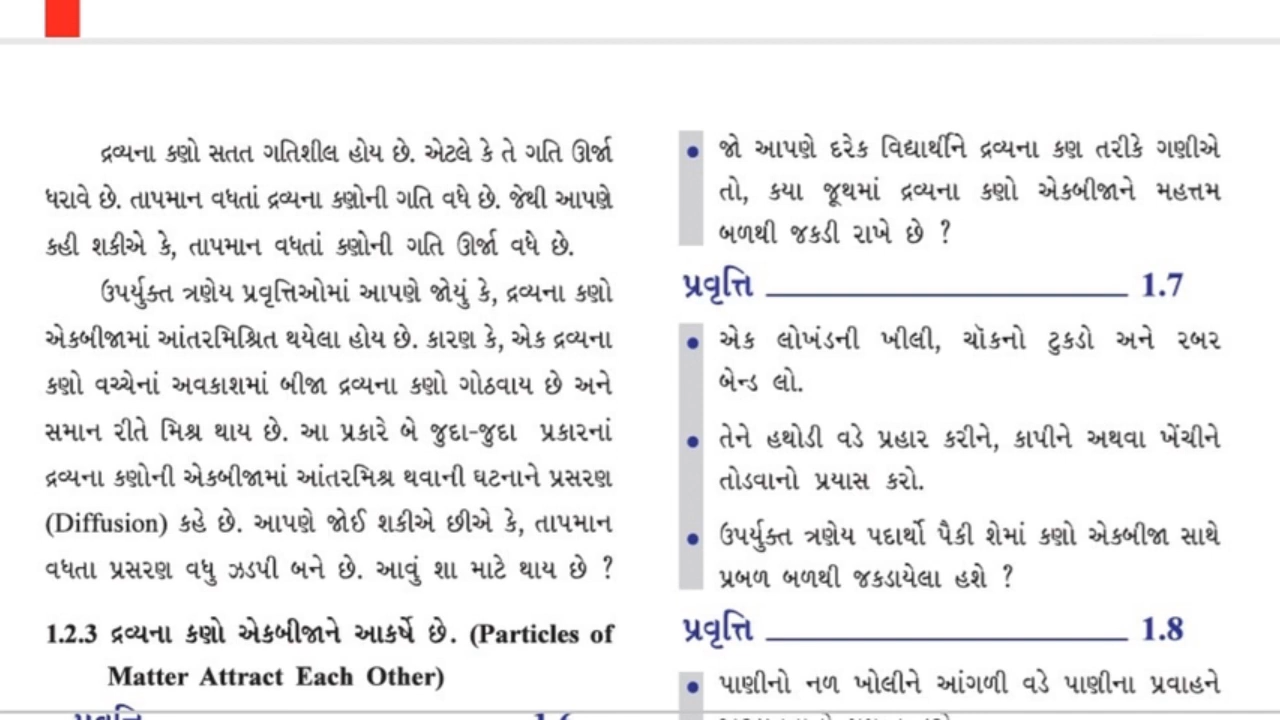 દ્રવ્યના કણો સતત ગતિશીલ હોય છે. એટલે કે તે ગતિ ઊર્જા
ધરાવે છે. તાપમાન વધતાં દ્રવ્યના કણોની ગતિ વધે છે. જેથી આપણે
કહી શકીએ કે, તાપમાન વધતાં કણોની ગતિ ઊર્જા વધે છે.
ઉપર્યુક્ત ત્રણેય પ્રવૃત્તિઓમાં આપણે જોયું કે, દ્રવ્યના કણો
એકબીજામાં આંતરમિશ્રિત થયેલા હોય છે. કારણ કે, એક દ્રવ્યના
કણો વચ્ચેનાં અવકાશમાં બીજા દ્રવ્યના કણો ગોઠવાય છે અને
સમાન રીતે મિશ્ર થાય છે. આ પ્રકારે બે જુદા-જુદા પ્રકારનાં
દ્રવ્યના કણોની એકબીજામાં આંતરમિશ્ર થવાની ઘટનાને પ્રસરણ
(Diffusion) કહે છે. આપણે જોઈ શકીએ છીએ કે, તાપમાન
વધતા પ્રસરણ વધુ ઝડપી બને છે. આવું શા માટે થાય છે ?
1.2.3 દ્રવ્યના કણો એકબીજાને આકર્ષે છે. (Particles of
Matter Attract Each Other)
• જો આપણે દરેક વિદ્યાર્થીને દ્રવ્યના કણ તરીકે ગણીએ
તો, કયા જૂથમાં દ્રવ્યના કણો એકબીજાને મહત્તમ
બળથી જકડી રાખે છે ?
પ્રવૃત્તિ 1.7
• એક લોખંડની ખીલી, ચૉકનો ટુકડો અને રબર
બેન્ડ લો.
• તેને હથોડી વડે પ્રહાર કરીને, કાપીને અથવા ખેંચીને
તોડવાનો પ્રયાસ કરો.
• ઉપર્યુક્ત ત્રણેય પદાર્થો પૈકી શેમાં કણો એકબીજા સાથે
પ્રબળ બળથી જકડાયેલા હશે ?
પ્રવૃત્તિ 1.8
• પાણીનો નળ ખોલીને આંગળી વડે પાણીના પ્રવાહને